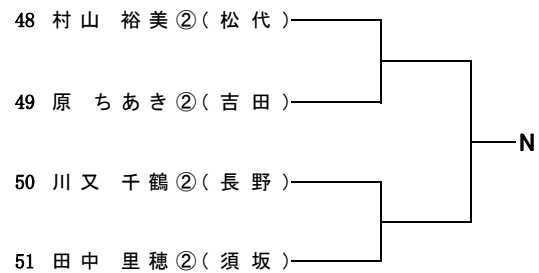 48 村山 裕美②(松代)
49 原 ちあき②(吉田)
N
50 川又 千鶴②(長野)
51 田中 里穂②(須坂)